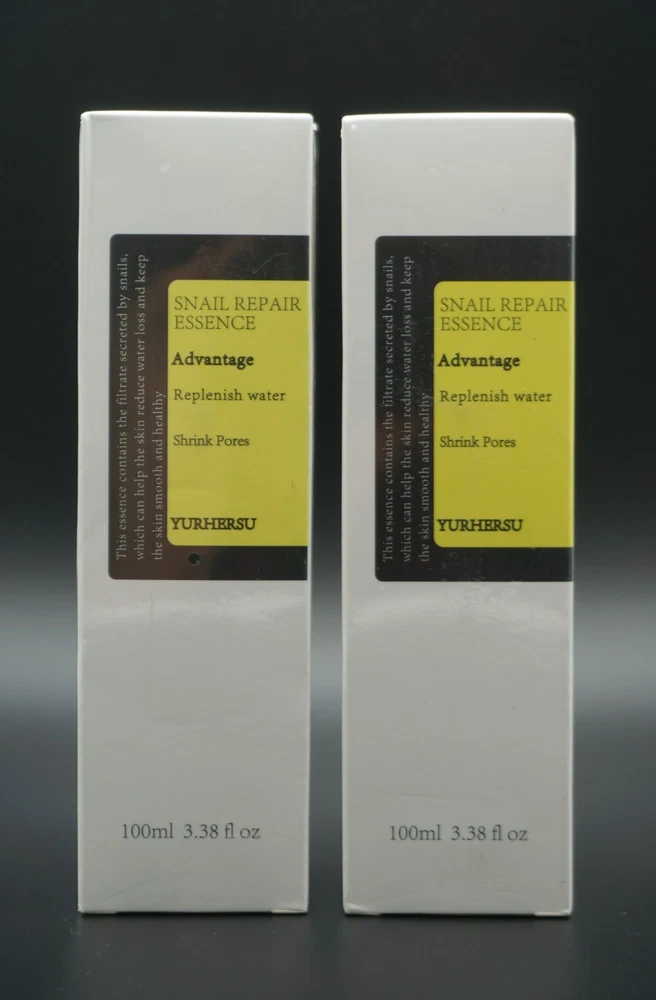 This essence contains the filtrate secreted by snails,
which can help the skin reduce water loss and keep
the skin smooth and healthy
SNAIL REPAIR
ESSENCE
Advantage
Replenish water
Shrink Pores
YURHERSU
100ml 3.38 fl oz
This essence contains the filtrate secreted by snails,
which can help the skin reduce water loss and keep
the skin smooth and healthy
SNAIL REPAIR
ESSENCE
Advantage
Replenish water
Shrink Pores
YURHERSU
100ml 3.38 fl oz